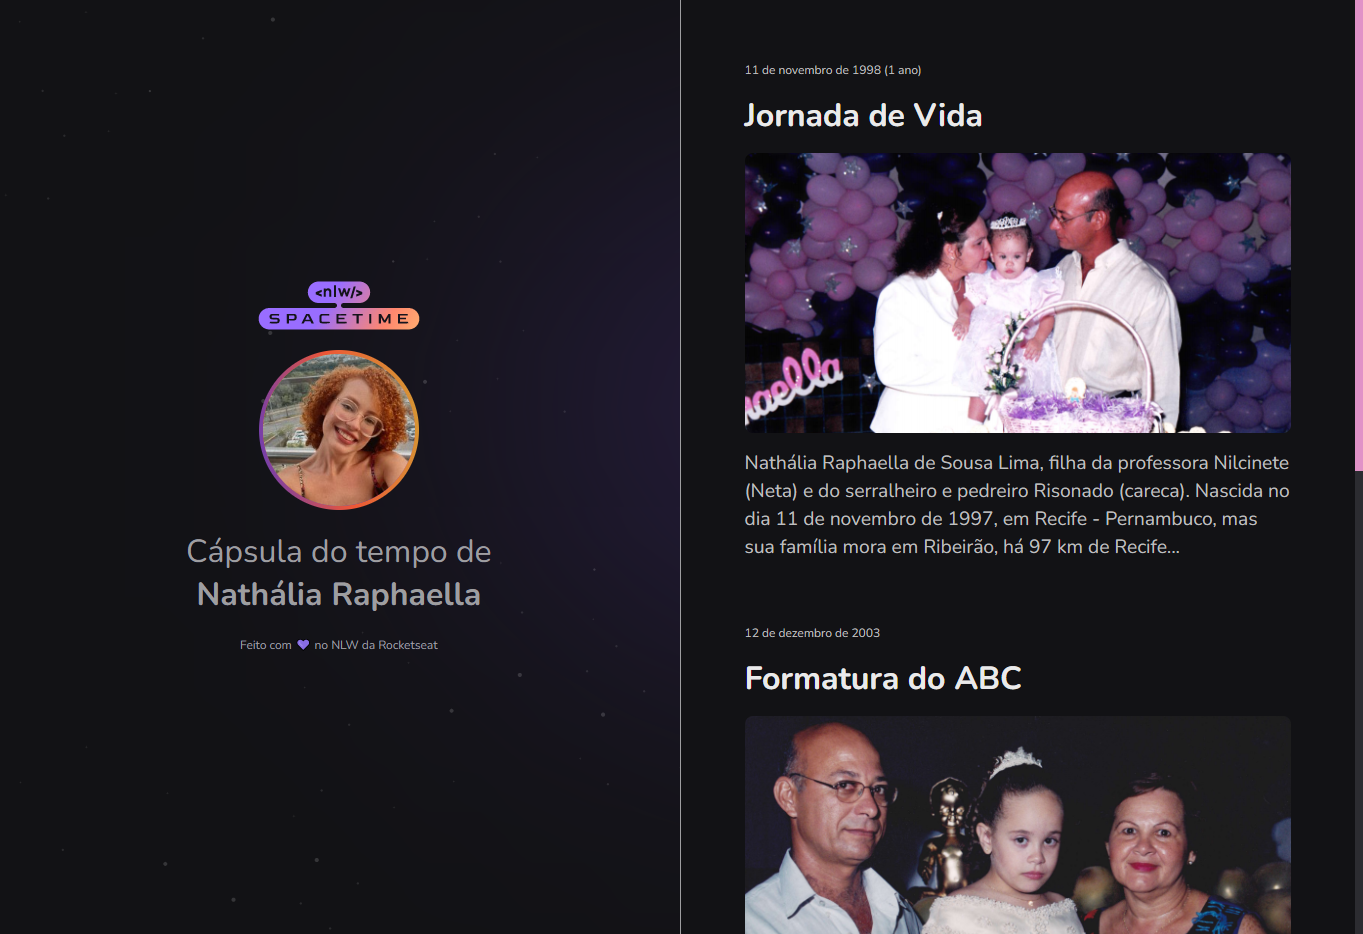 <nlw/>
SPACETIME
Cápsula do tempo de
Nathália Raphaella
Feito com 💜 no NLW da Rocketseat
11 de novembro de 1998 (1 ano)
Jornada de Vida
aella
Nathália Raphaella de Sousa Lima, filha da professora Nilcinete
(Neta) e do serralheiro e pedreiro Risonado (careca). Nascida no
dia 11 de novembro de 1997, em Recife - Pernambuco, mas
sua família mora em Ribeirão, há 97 km de Recife...
12 de dezembro de 2003
Formatura do ABC